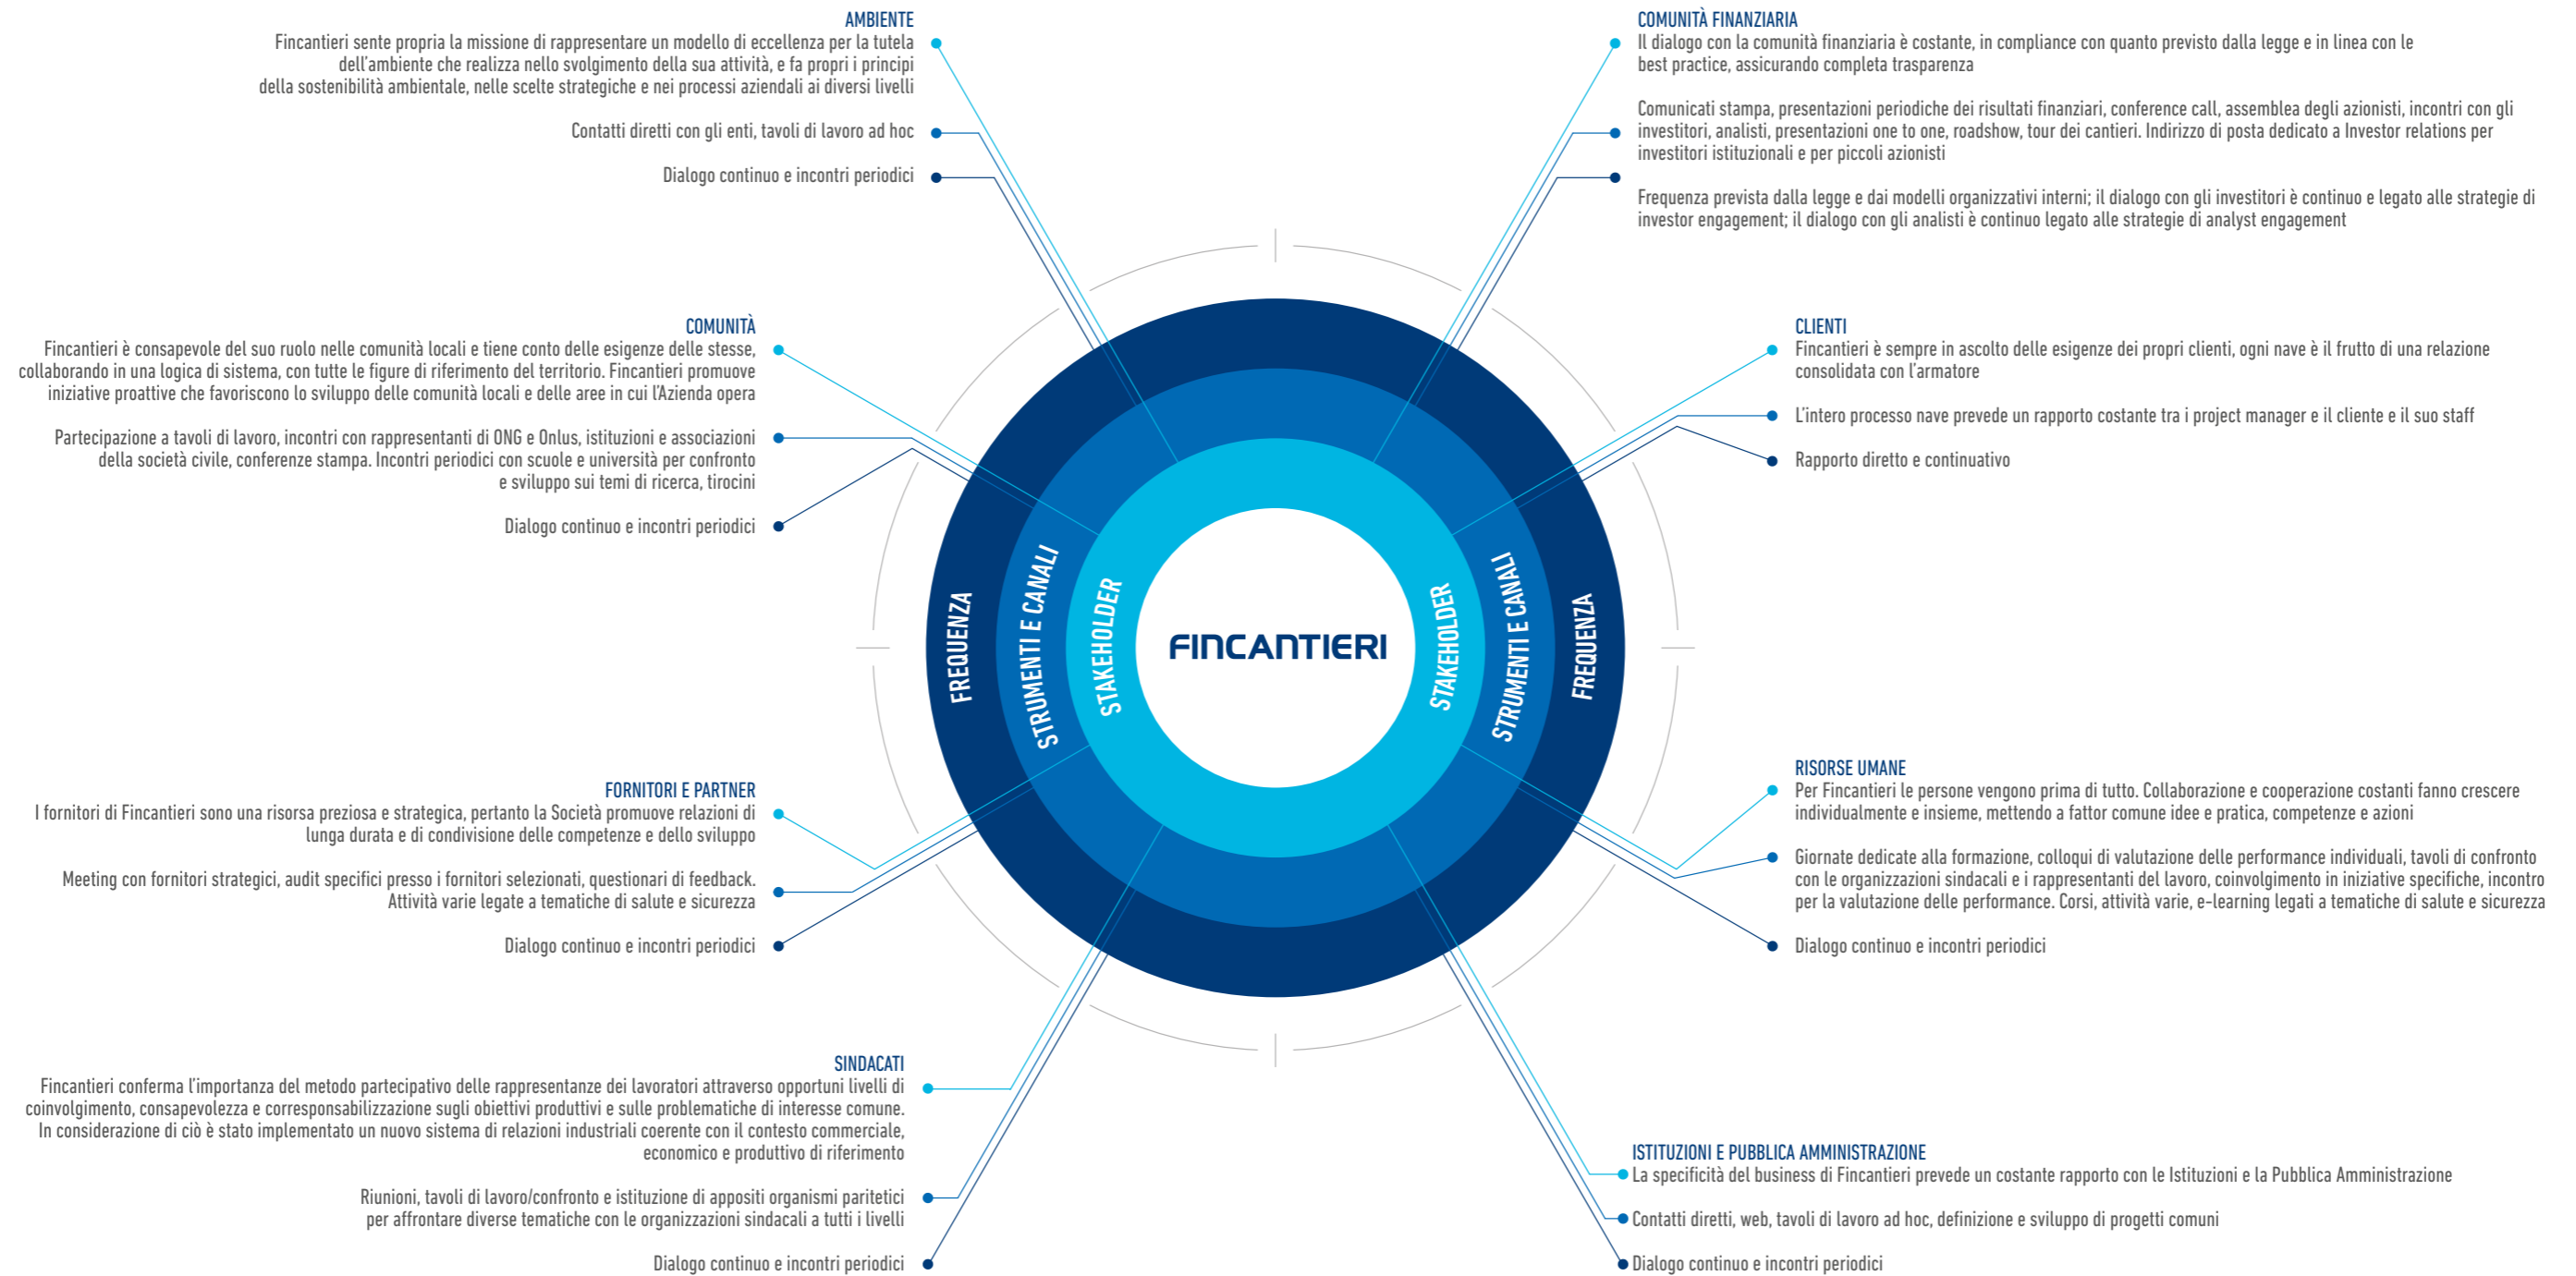 AMBIENTE
Fincantieri sente propria la missione di rappresentare un modello di eccellenza per la tutela
dell'ambiente che realizza nello svolgimento della sua attività, e fa propri i principi
della sostenibilità ambientale, nelle scelte strategiche e nei processi aziendali ai diversi livelli
Contatti diretti con gli enti, tavoli di lavoro ad hoc
Dialogo continuo e incontri periodici
COMUNITÀ
Fincantieri è consapevole del suo ruolo nelle comunità locali e tiene conto delle esigenze delle stesse,
collaborando in una logica di sistema, con tutte le figure di riferimento del territorio. Fincantieri promuove
iniziative proattive che favoriscono lo sviluppo delle comunità locali e delle aree in cui l'Azienda opera
Partecipazione a tavoli di lavoro, incontri con rappresentanti di ONG e Onlus, istituzioni e associazioni
della società civile, conferenze stampa. Incontri periodici con scuole e università per confronto
e sviluppo sui temi di ricerca, tirocini
Dialogo continuo e incontri periodici
FORNITORI E PARTNER
I fornitori di Fincantieri sono una risorsa preziosa e strategica, pertanto la Società promuove relazioni di
lunga durata e di condivisione delle competenze e dello sviluppo
Meeting con fornitori strategici, audit specifici presso i fornitori selezionati, questionari di feedback.
Attività varie legate a tematiche di salute e sicurezza
Dialogo continuo e incontri periodici
SINDACATI
Fincantieri conferma l'importanza del metodo partecipativo delle rappresentanze dei lavoratori attraverso opportuni livelli di
coinvolgimento, consapevolezza e corresponsabilizzazione sugli obiettivi produttivi e sulle problematiche di interesse comune.
In considerazione di ciò è stato implementato un nuovo sistema di relazioni industriali coerente con il contesto commerciale,
economico e produttivo di riferimento
Riunioni, tavoli di lavoro/confronto e istituzione di appositi organismi paritetici
per affrontare diverse tematiche con le organizzazioni sindacali a tutti i livelli
Dialogo continuo e incontri periodici
FREQUENZA
STRUMENTI E CANALI
STAKEHOLDER
FINCANTIERI
STAKEHOLDER
STRUMENTI E CANALI
FREQUENZA
COMUNITÀ FINANZIARIA
Il dialogo con la comunità finanziaria è costante, in compliance con quanto previsto dalla legge e in linea con le
best practice, assicurando completa trasparenza
Comunicati stampa, presentazioni periodiche dei risultati finanziari, conference call, assemblea degli azionisti, incontri con gli
investitori, analisti, presentazioni one to one, roadshow, tour dei cantieri. Indirizzo di posta dedicato a Investor relations per
investitori istituzionali e per piccoli azionisti
Frequenza prevista dalla legge e dai modelli organizzativi interni; il dialogo con gli investitori è continuo e legato alle strategie di
investor engagement; il dialogo con gli analisti è continuo legato alle strategie di analyst engagement
CLIENTI
Fincantieri è sempre in ascolto delle esigenze dei propri clienti, ogni nave è il frutto di una relazione
consolidata con l'armatore
L'intero processo nave prevede un rapporto costante tra i project manager e il cliente e il suo staff
Rapporto diretto e continuativo
RISORSE UMANE
Per Fincantieri le persone vengono prima di tutto. Collaborazione e cooperazione costanti fanno crescere
individualmente e insieme, mettendo a fattor comune idee e pratica, competenze e azioni
Giornate dedicate alla formazione, colloqui di valutazione delle performance individuali, tavoli di confronto
con le organizzazioni sindacali e i rappresentanti del lavoro, coinvolgimento in iniziative specifiche, incontro
per la valutazione delle performance. Corsi, attività varie, e-learning legati a tematiche di salute e sicurezza
Dialogo continuo e incontri periodici
ISTITUZIONI E PUBBLICA AMMINISTRAZIONE
La specificità del business di Fincantieri prevede un costante rapporto con le Istituzioni e la Pubblica Amministrazione
Contatti diretti, web, tavoli di lavoro ad hoc, definizione e sviluppo di progetti comuni
Dialogo continuo e incontri periodici